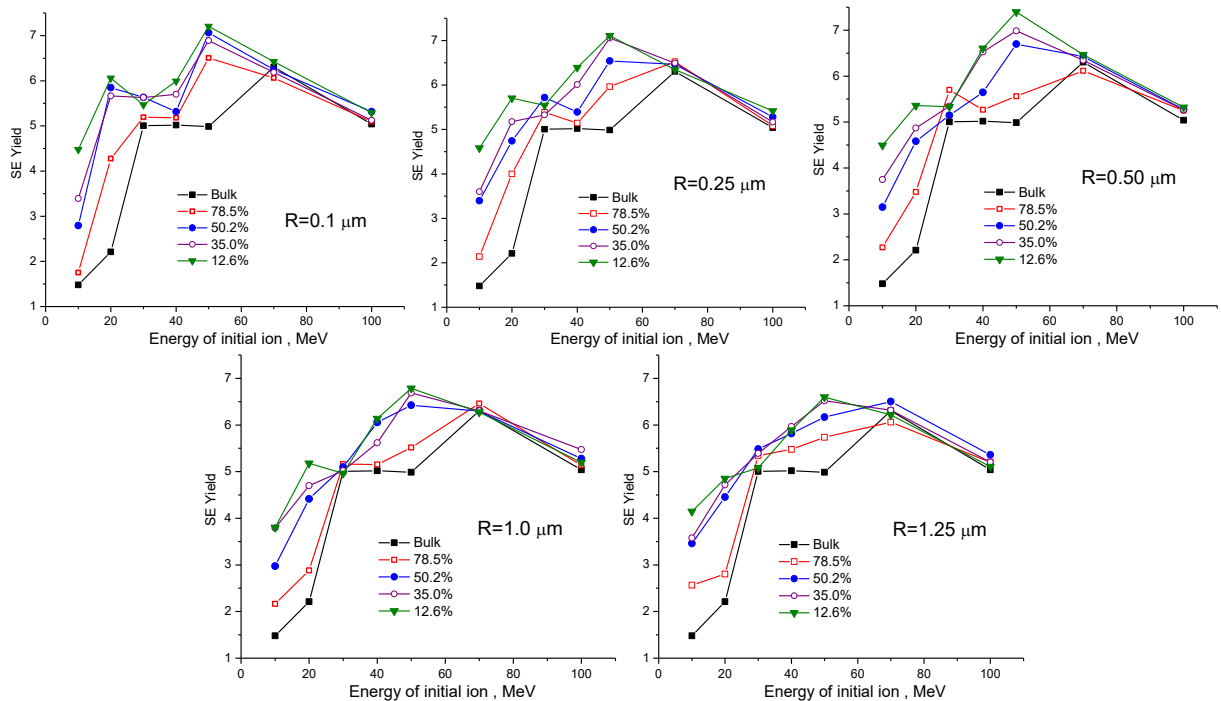 SE Yield
7
6
5
4
3
2
1
Bulk
78.5%
50.2%
35.0%
12.6%
R=0.1 μm
0 20 40 60 80 100
Energy of initial ion , MeV
SE Yield
7
6
5
4
3
2
1
Bulk
78.5%
50.2%
35.0%
12.6%
R=0.25 μm
0 20 40 60 80 100
Energy of initial ion , MeV
SE Yield
7
6
5
4
3
2
1
Bulk
78.5%
50.2%
35.0%
12.6%
R=0.50 μm
0 20 40 60 80 100
Energy of initial ion , MeV
SE Yield
7
6
5
4
3
2
1
Bulk
78.5%
50.2%
35.0%
12.6%
R=1.0 μm
0 20 40 60 80 100
Energy of initial ion , MeV
SE Yield
7
6
5
4
3
2
1
Bulk
78.5%
50.2%
35.0%
12.6%
R=1.25 μm
0 20 40 60 80 100
Energy of initial ion , MeV